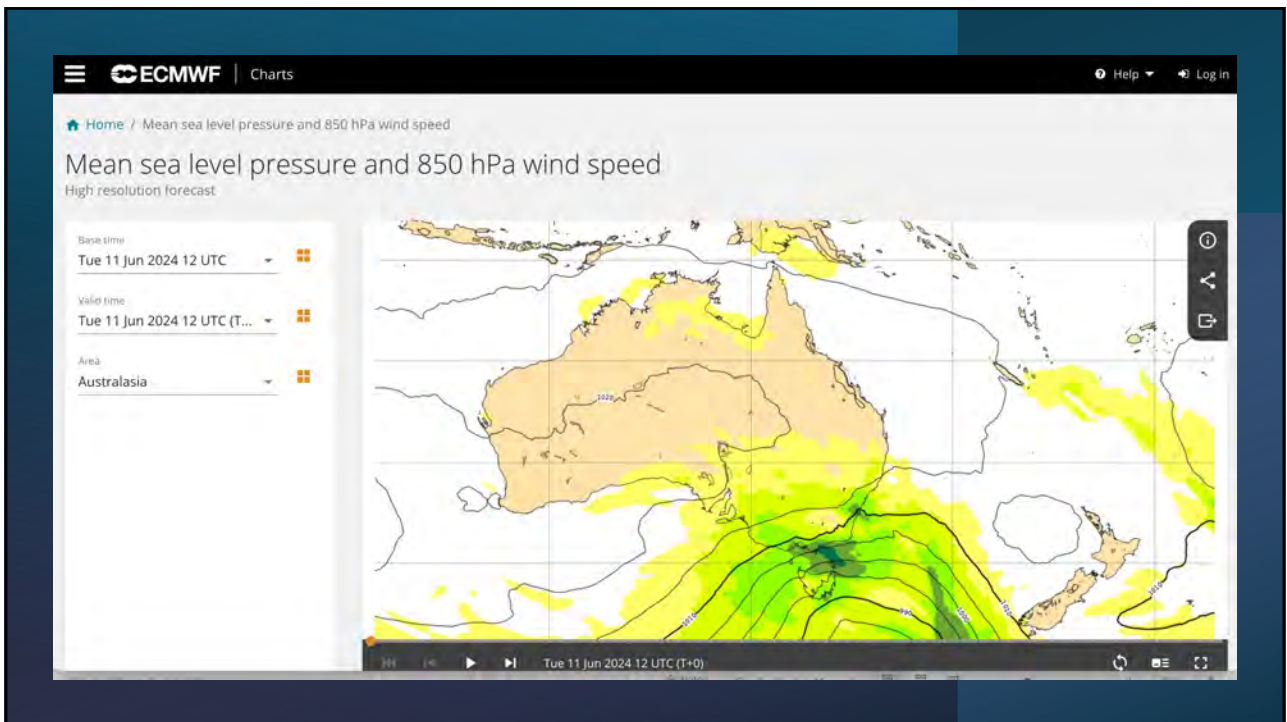 ECMWF | Charts
Help
Log in
Home / Mean sea level pressure and 850 hPa wind speed
Mean sea level pressure and 850 hPa wind speed
High resolution forecast
Base time
Tue 11 Jun 2024 12 UTC
Valid time
Tue 11 Jun 2024 12 UTC (T...
Area
Australasia
1020
1010
990
1000
1010
1010
Tue 11 Jun 2024 12 UTC (T+0)